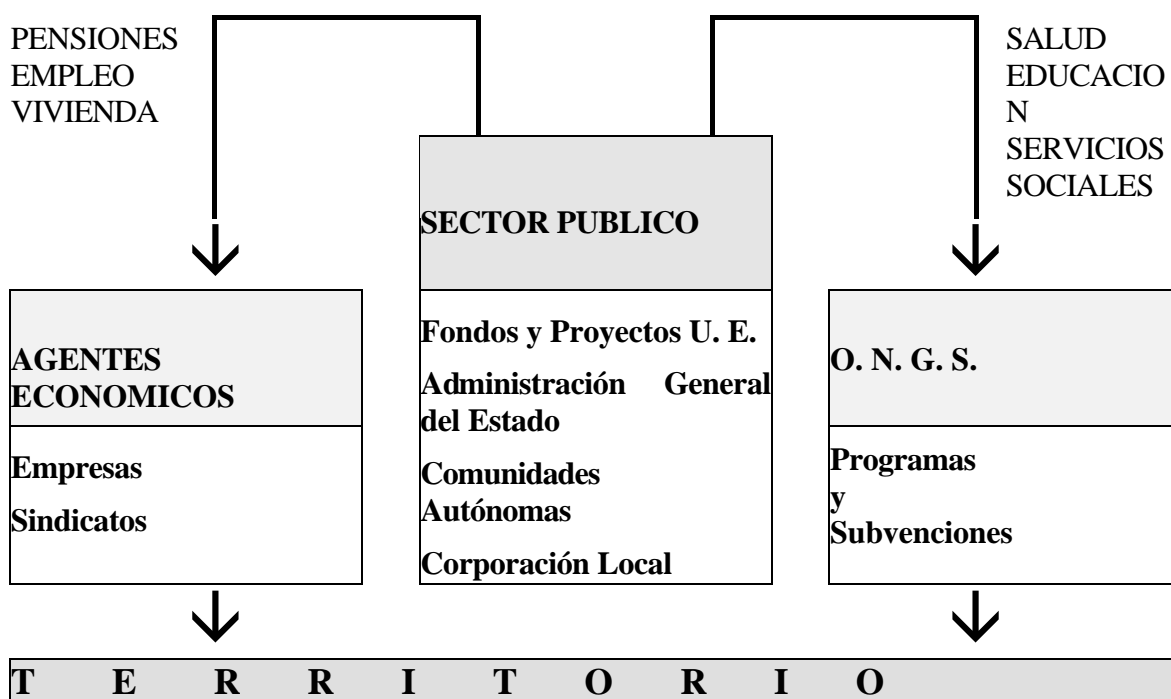 PENSIONES
EMPLEO
VIVIENDA
SALUD
EDUCACIO
N
SERVICIOS
SOCIALES
SECTOR PUBLICO
Fondos y Proyectos U. E.
Administración General
del Estado
Comunidades
Autónomas
Corporación Local
AGENTES
ECONOMICOS
Empresas
Sindicatos
O. N. G. S.
Programas
y
Subvenciones
T E R R I T O R I O